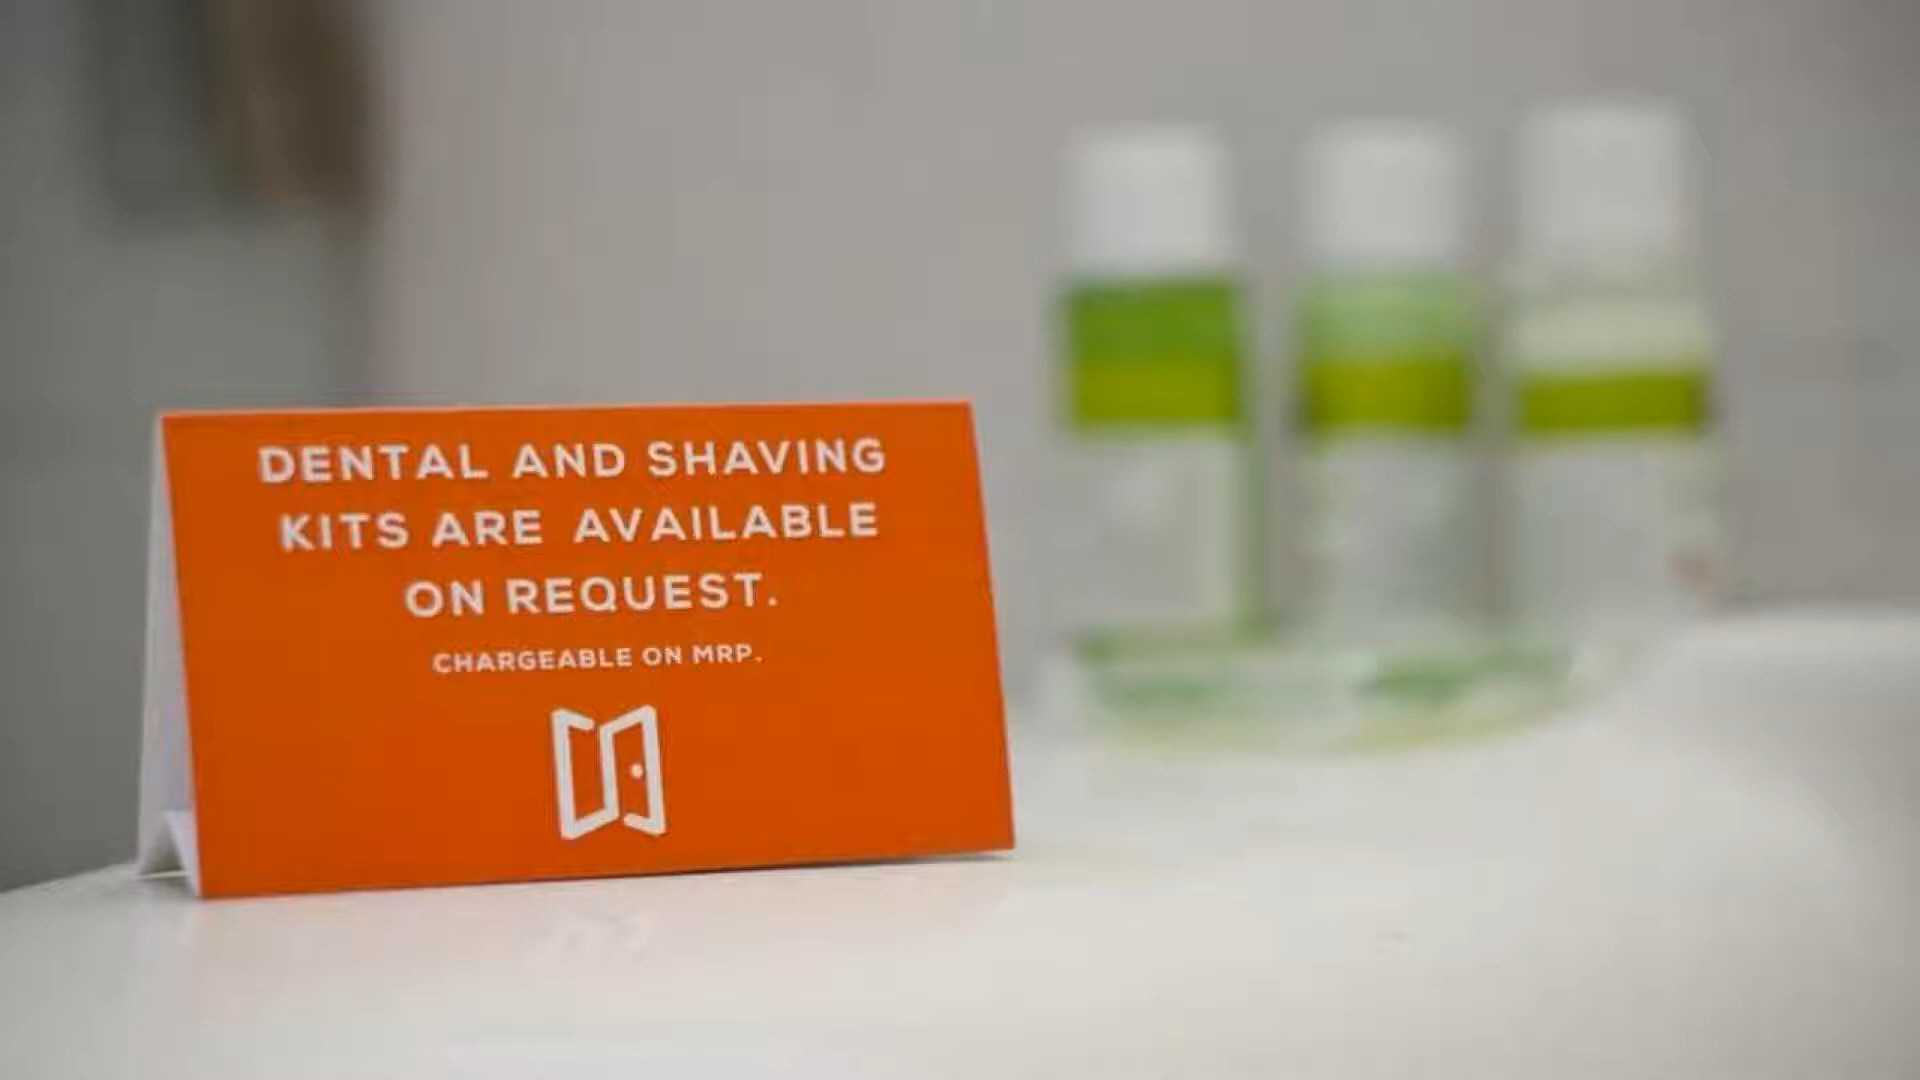 DENTAL AND SHAVING
KITS ARE AVAILABLE
ON REQUEST.
CHARGEABLE ON MRP.